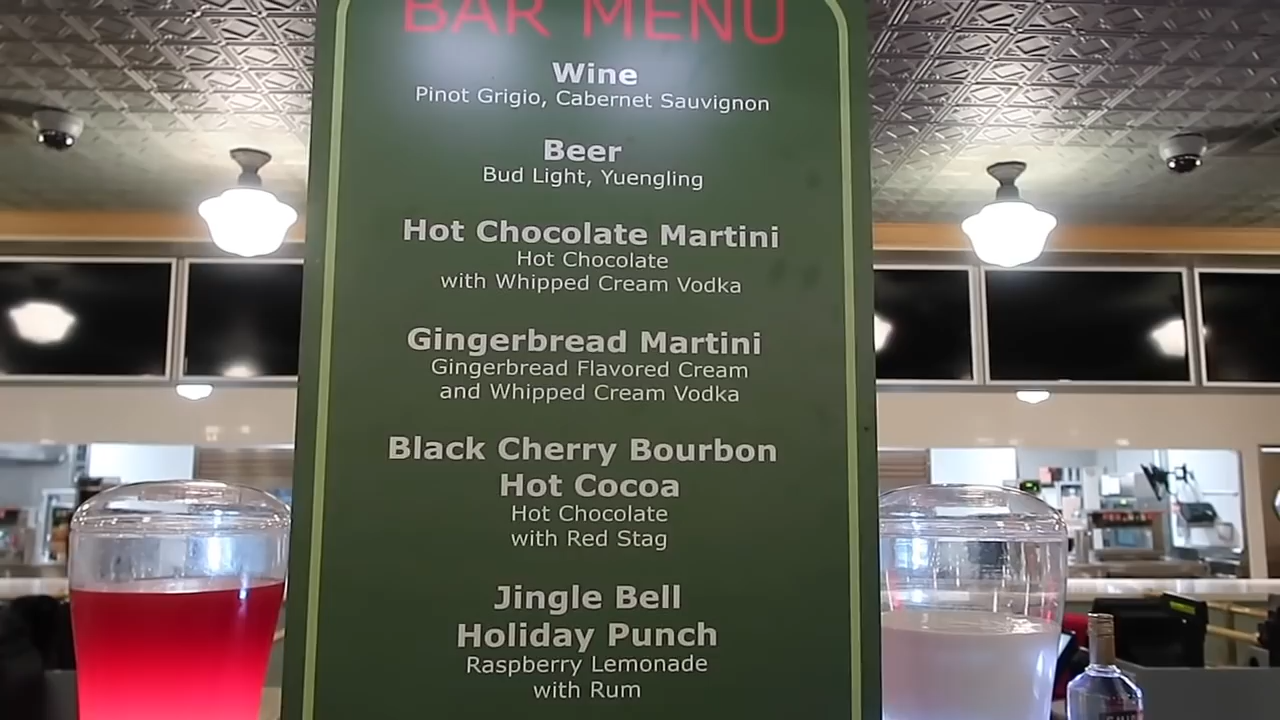 BAR MENU
Wine
Pinot Grigio, Cabernet Sauvignon
Beer
Bud Light, Yuengling
Hot Chocolate Martini
Hot Chocolate
with Whipped Cream Vodka
Gingerbread Martini
Gingerbread Flavored Cream
and Whipped Cream Vodka
Black Cherry Bourbon
Hot Cocoa
Hot Chocolate
with Red Stag
Jingle Bell
Holiday Punch
Raspberry Lemonade
with Rum